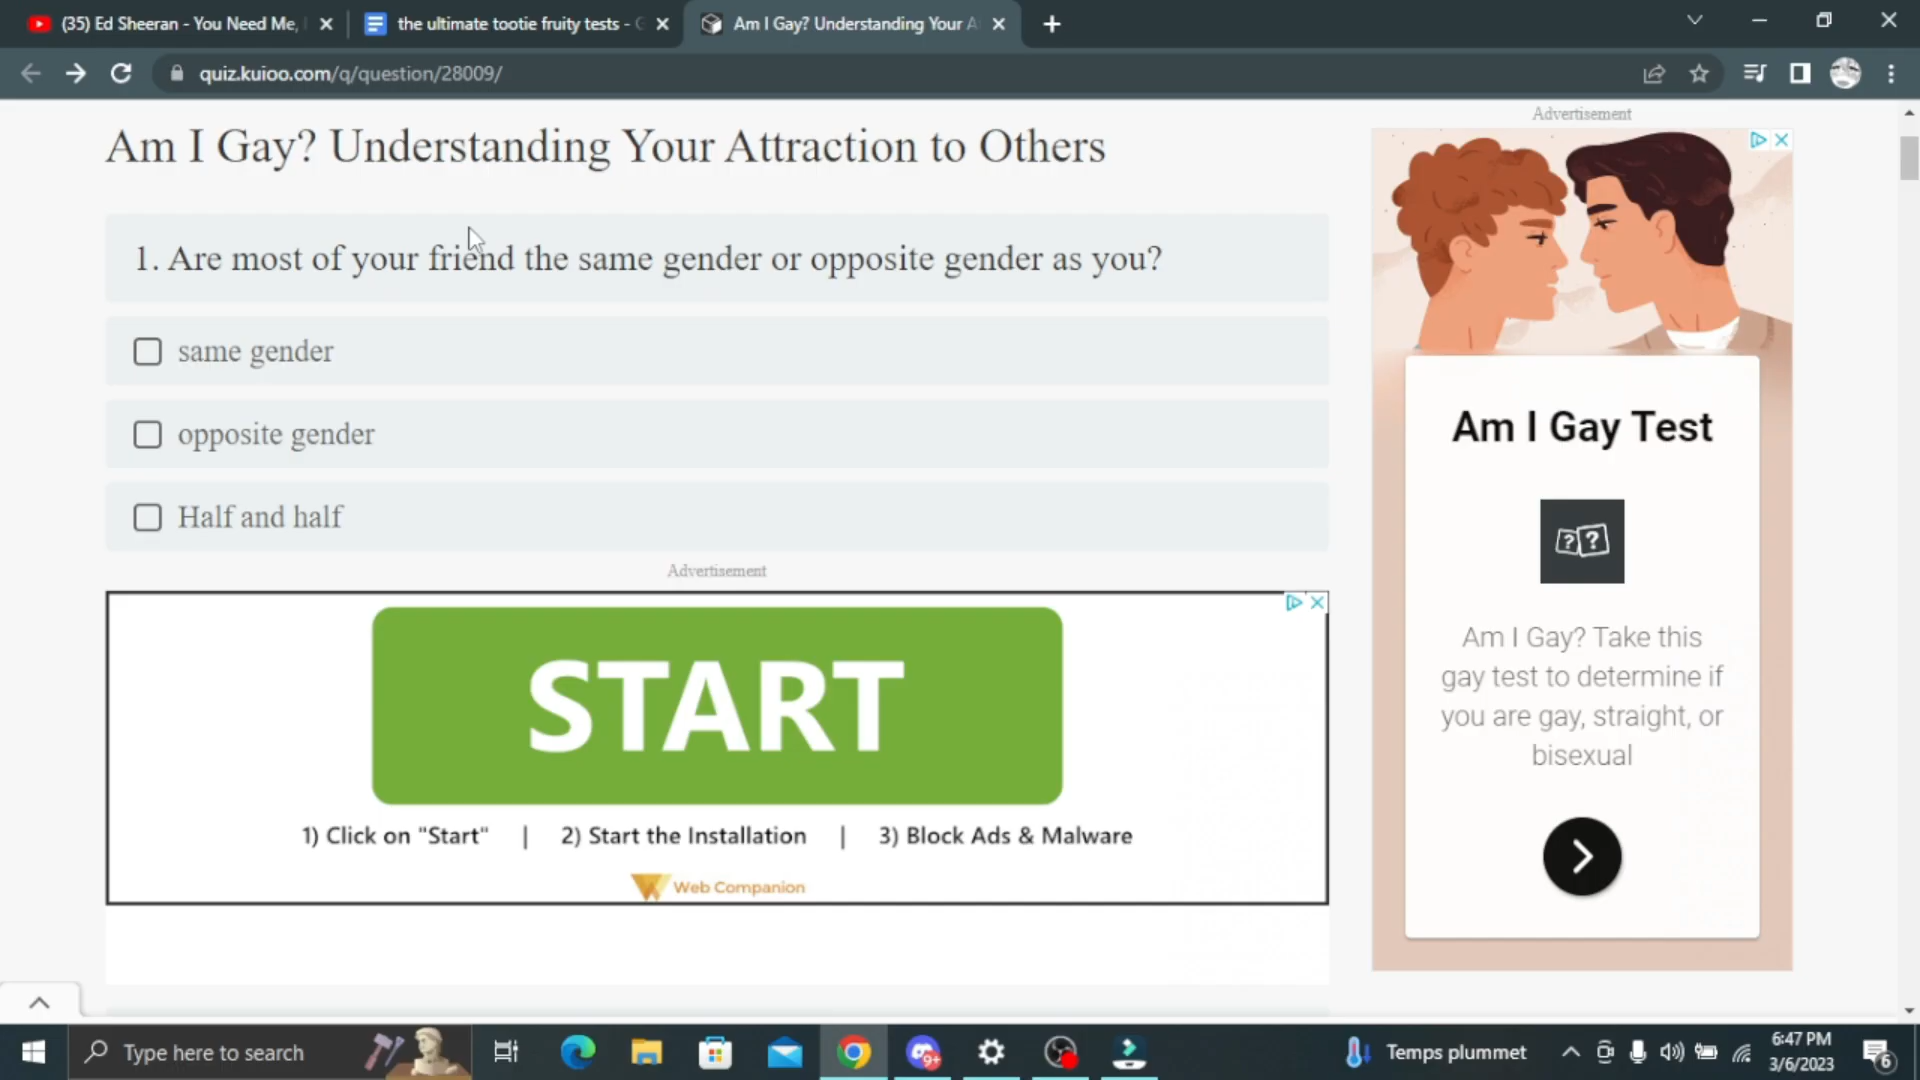 (35) Ed Sheeran - You Need Me,
the ultimate tootie fruity tests -
Am I Gay? Understanding Your A
quiz.kuioo.com/q/question/28009/
Am I Gay? Understanding Your Attraction to Others
1. Are most of your friend the same gender or opposite gender as you?
same gender
opposite gender
Half and half
Advertisement
START
1) Click on "Start" | 2) Start the Installation | 3) Block Ads & Malware
Web Companion
Advertisement
Am I Gay Test
? ?
Am I Gay? Take this
gay test to determine if
you are gay, straight, or
bisexual
Type here to search
9+
Temps plummet
6:47 PM
3/6/2023
6